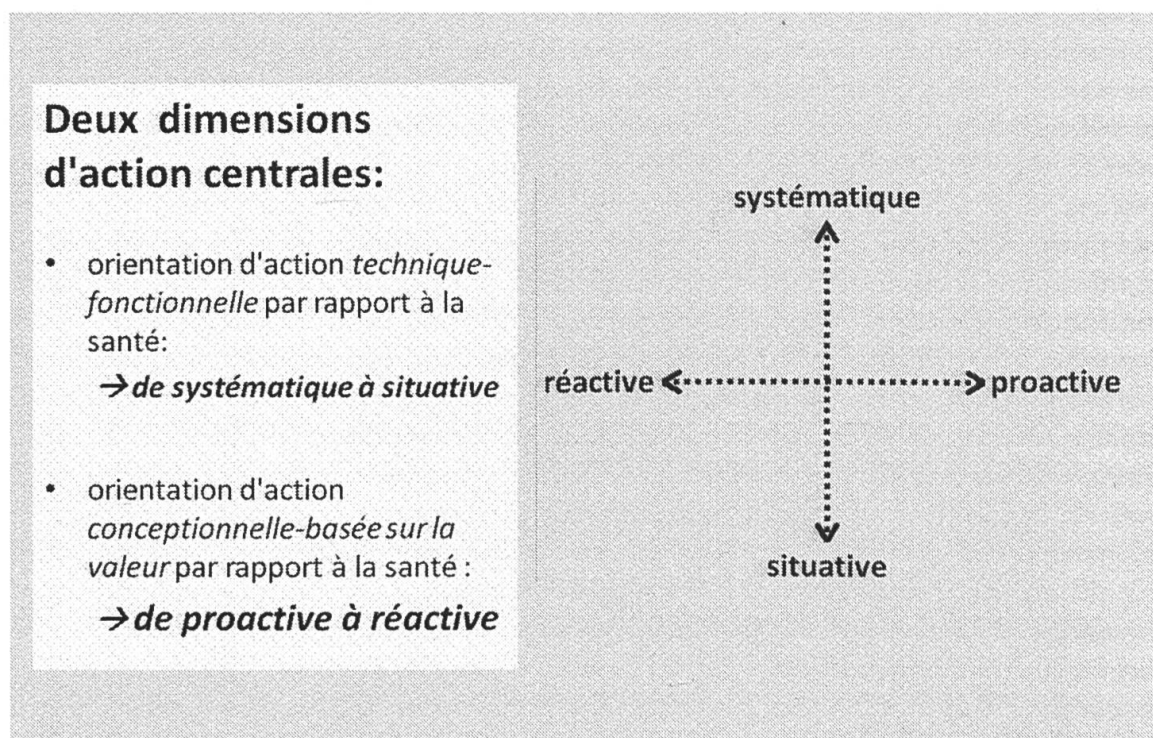 Deux dimensions
d'action centrales:
• orientation d'action technique-
fonctionnelle par rapport à la
santé:
→ de systématique à situative
• orientation d'action
conceptionnelle-basée sur la
valeur par rapport à la santé :
→ de proactive à réactive
systématique
réactive
proactive
situative